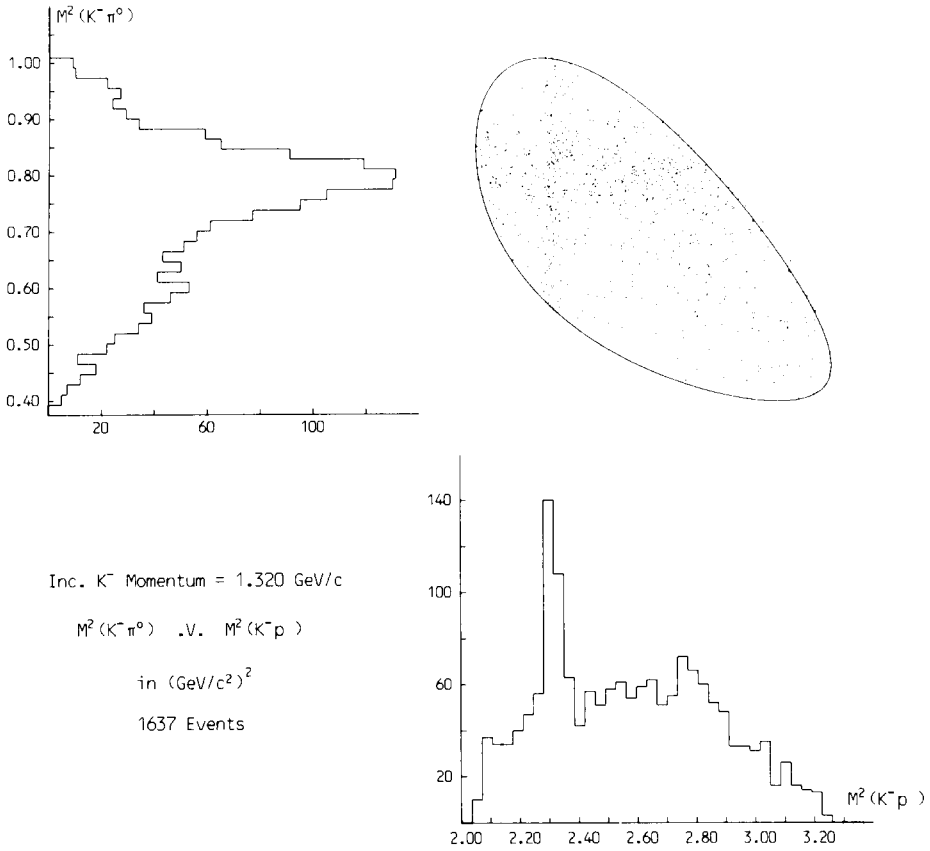 M²(K⁻π⁰)
1.00
0.90
0.80
0.70
0.60
0.50
0.40
20 60 100
140
100
60
20
2.00 2.20 2.40 2.60 2.80 3.00 3.20
M²(K⁻p)
Inc. K⁻ Momentum = 1.320 GeV/c
M²(K⁻π⁰) .V. M²(K⁻p )
in (GeV/c²)²
1637 Events